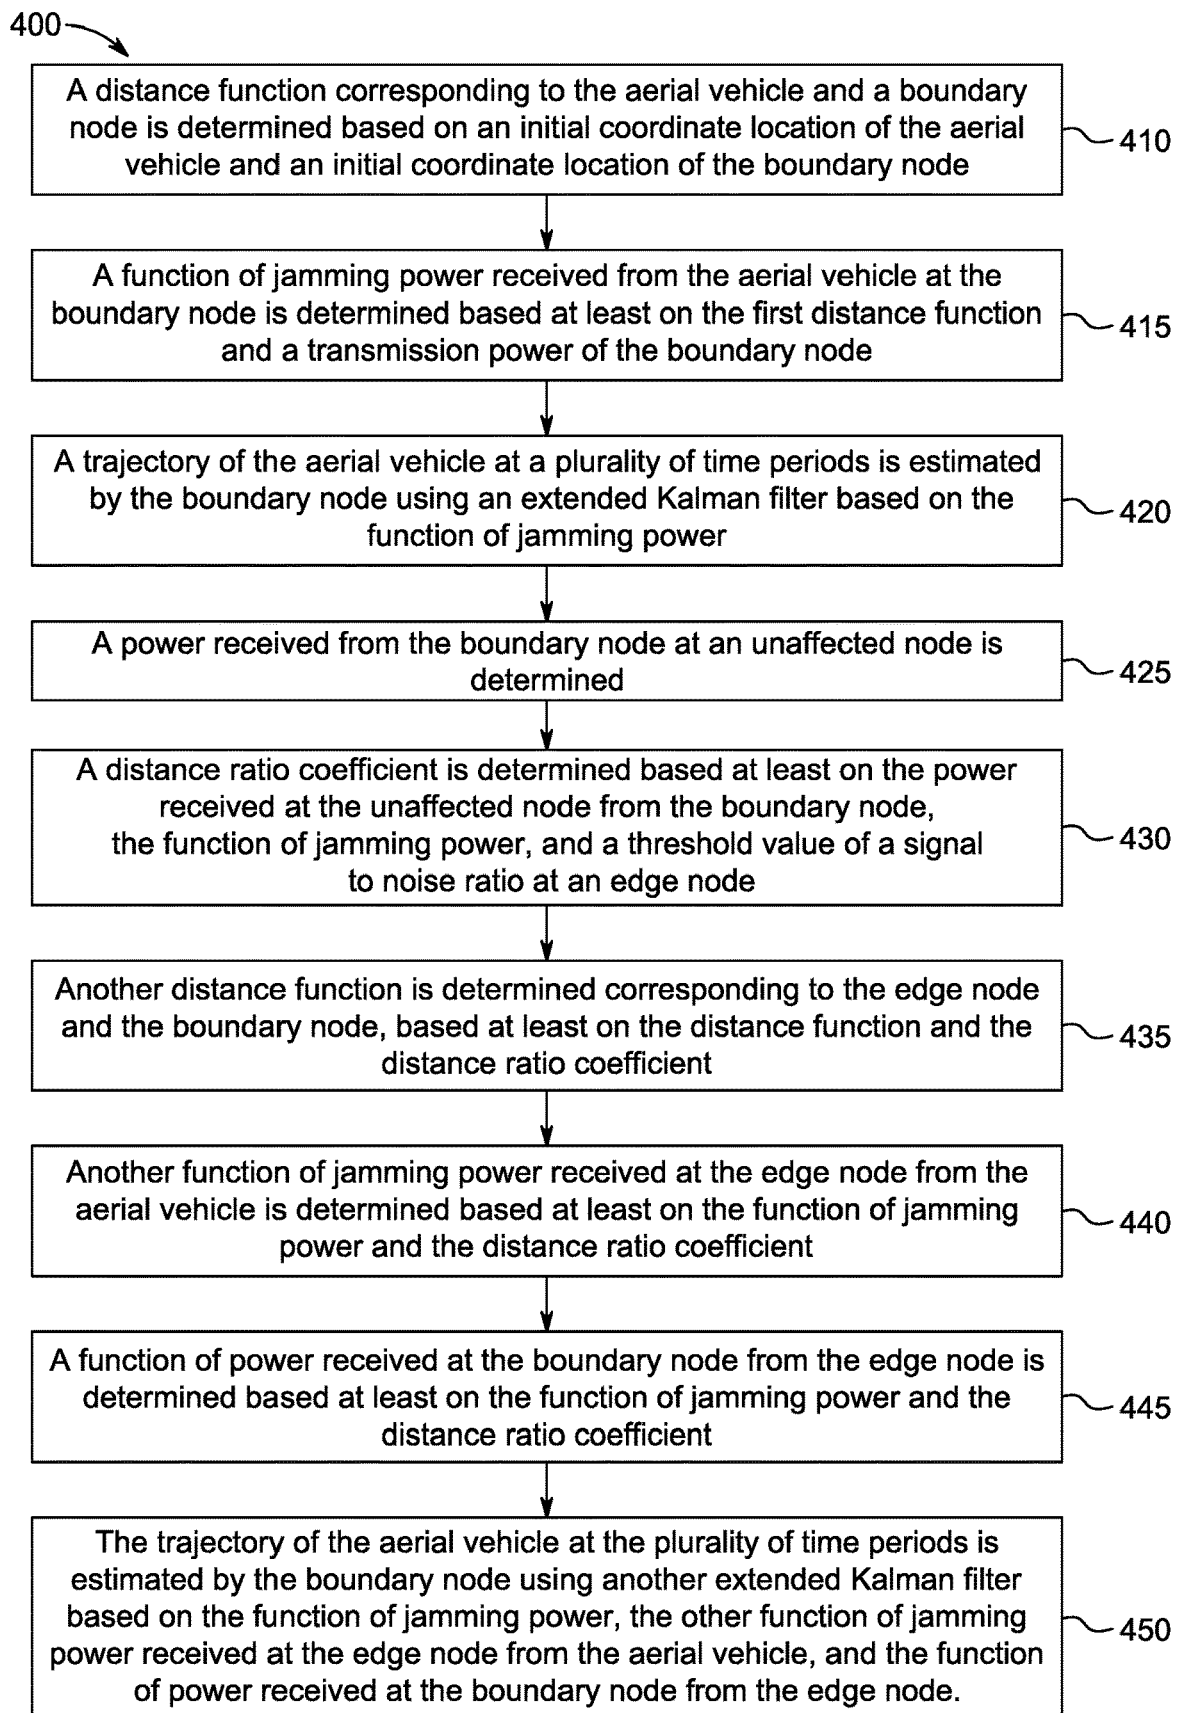 400
A distance function corresponding to the aerial vehicle and a boundary
node is determined based on an initial coordinate location of the aerial
vehicle and an initial coordinate location of the boundary node
410
A function of jamming power received from the aerial vehicle at the
boundary node is determined based at least on the first distance function
and a transmission power of the boundary node
415
A trajectory of the aerial vehicle at a plurality of time periods is estimated
by the boundary node using an extended Kalman filter based on the
function of jamming power
420
A power received from the boundary node at an unaffected node is
determined
425
A distance ratio coefficient is determined based at least on the power
received at the unaffected node from the boundary node,
the function of jamming power, and a threshold value of a signal
to noise ratio at an edge node
430
Another distance function is determined corresponding to the edge node
and the boundary node, based at least on the distance function and the
distance ratio coefficient
435
Another function of jamming power received at the edge node from the
aerial vehicle is determined based at least on the function of jamming
power and the distance ratio coefficient
440
A function of power received at the boundary node from the edge node is
determined based at least on the function of jamming power and the
distance ratio coefficient
445
The trajectory of the aerial vehicle at the plurality of time periods is
estimated by the boundary node using another extended Kalman filter
based on the function of jamming power, the other function of jamming
power received at the edge node from the aerial vehicle, and the function
of power received at the boundary node from the edge node.
450